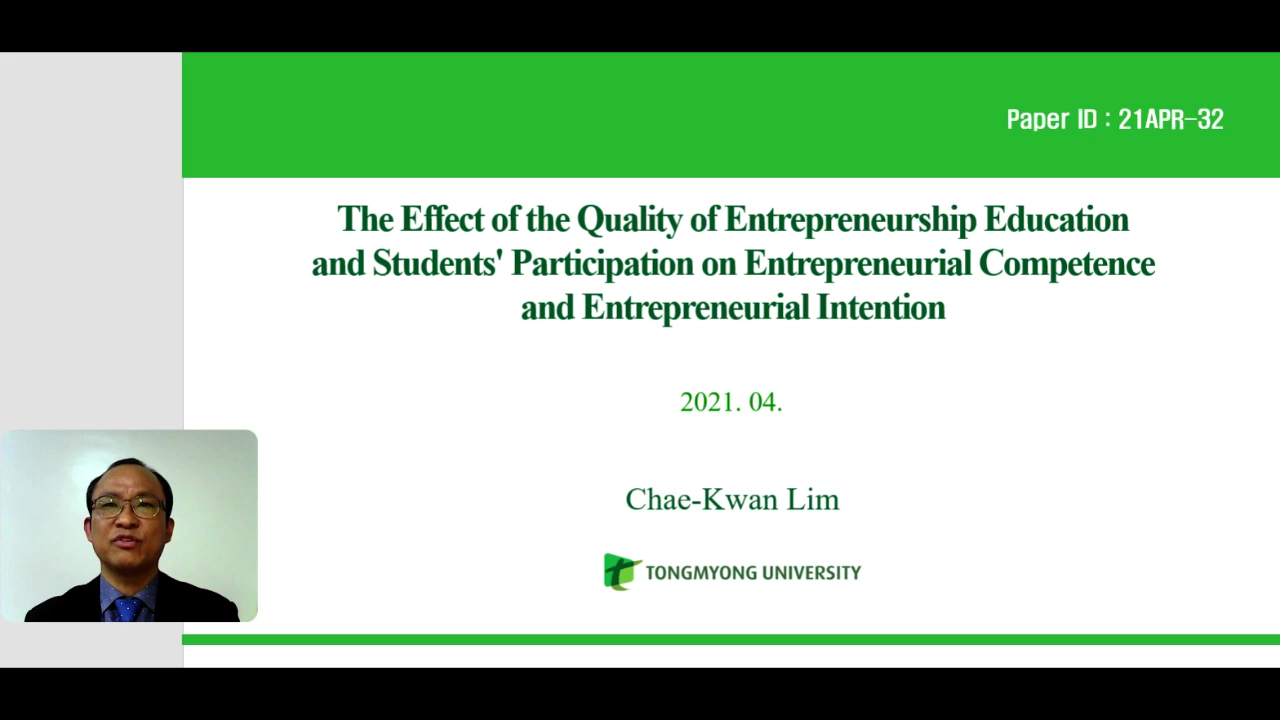 Paper ID : 21APR-32
The Effect of the Quality of Entrepreneurship Education
and Students' Participation on Entrepreneurial Competence
and Entrepreneurial Intention
2021. 04.
Chae-Kwan Lim
TONGMYONG UNIVERSITY